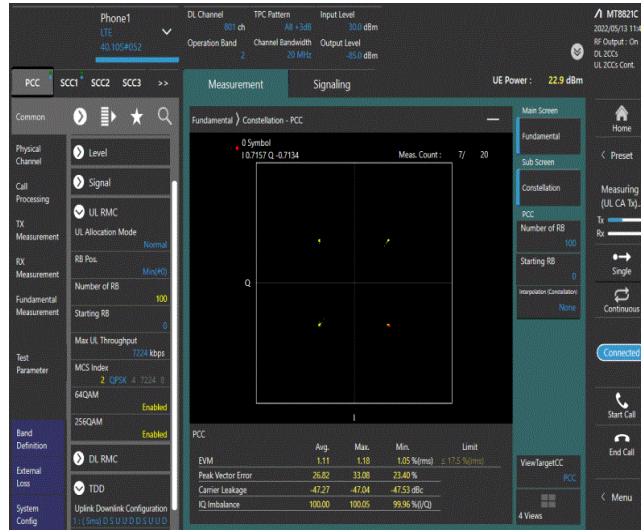 Phone1
LTE
40.10S#052
DL Channel
801 ch
TPC Pattern
All +3dB
Input Level
30.0 dBm
Operation Band
2
Channel Bandwidth
20 MHz
Output Level
-85.0 dBm
MT8821C
2022/05/13 11:4
RF Output : On
DL 2CCs
UL 2CCs Cont.
PCC
SCC1
SCC2
SCC3
>>
Measurement
Signaling
UE Power : 22.9 dBm
Common
Physical
Channel
Call
Processing
TX
Measurement
RX
Measurement
Fundamental
Measurement
Test
Parameter
Band
Definition
External
Loss
System
Config
Level
Signal
UL RMC
UL Allocation Mode
Normal
RB Pos.
Min(#0)
Number of RB
100
Starting RB
0
Max UL Throughput
7224 kbps
MCS Index
2 QPSK 4 7224 0
64QAM
Enabled
256QAM
Enabled
DL RMC
TDD
Uplink Downlink Configuration
1 : ( 5ms) D S U U D D S U U D
Fundamental 〉 Constellation - PCC
0 Symbol
I 0.7157 Q -0.7134
Meas. Count : 7/ 20
Q
I
PCC
Avg. Max. Min. Limit
EVM 1.11 1.18 1.05 %(rms) ≤ 17.5 %(rms)
Peak Vector Error 26.82 33.08 23.40 %
Carrier Leakage -47.27 -47.04 -47.53 dBc
IQ Imbalance 100.00 100.05 99.96 %(I/Q)
Main Screen
Fundamental
Sub Screen
Constellation
PCC
Number of RB
100
Starting RB
0
Interpolation (Constellation)
None
ViewTargetCC
PCC
4 Views
Home
Preset
Measuring
(UL CA Tx)...
Tx
Rx
Single
Continuous
Connected
Start Call
End Call
Menu